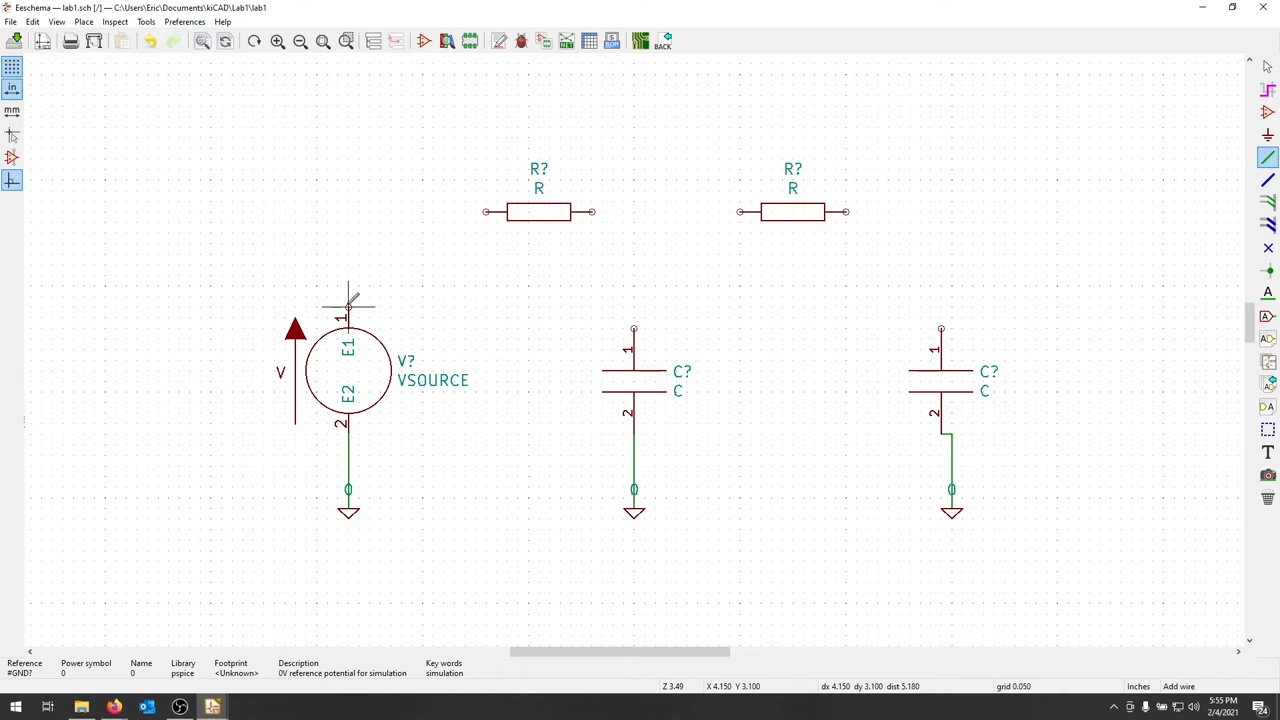 Eeschema — lab1.sch [/] — C:\Users\Eric\Documents\kiCAD\Lab1\lab1
File Edit View Place Inspect Tools Preferences Help
BACK
in
mm
R?
R
R?
R
1
E1
V
E2
2
V?
VSOURCE
0
1
C?
C
2
0
1
C?
C
2
0
A
A
DA
T
Reference Power symbol Name Library Footprint Description Key words
#GND? 0 0 pspice <Unknown> 0V reference potential for simulation simulation
Z 3.49 X 4.150 Y 3.100 dx 4.150 dy 3.100 dist 5.180 grid 0.050 Inches Add wire
5:55 PM
2/4/2021
24